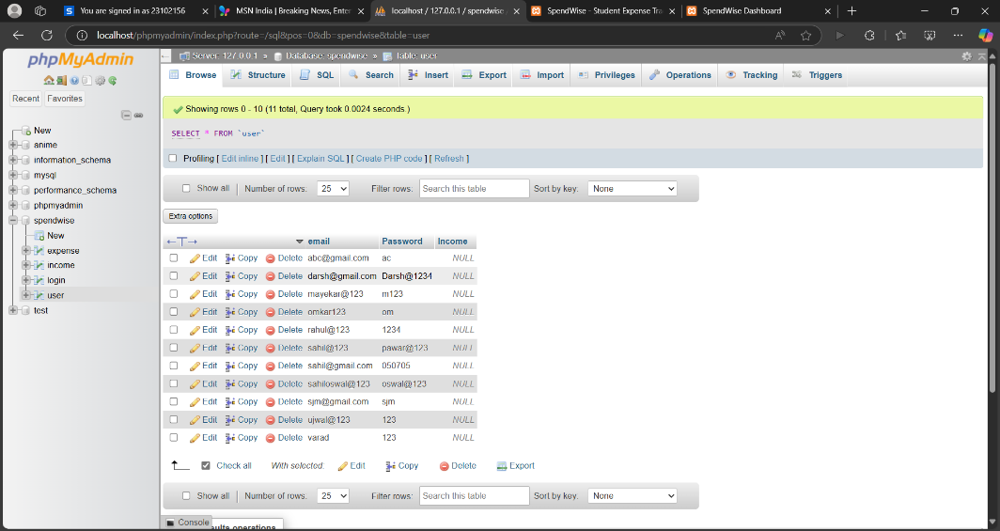 You are signed in as 23102156
MSN India | Breaking News, Enter
localhost / 127.0.0.1 / spendwise
SpendWise - Student Expense Tra
SpendWise Dashboard
localhost/phpmyadmin/index.php?route=/sql&pos=0&db=spendwise&table=user
phpMyAdmin
Recent Favorites
New
anime
information_schema
mysql
performance_schema
phpmyadmin
spendwise
New
expense
income
login
user
test
Server: 127.0.0.1 » Database: spendwise » Table: user
Browse Structure SQL Search Insert Export Import Privileges Operations Tracking Triggers
Showing rows 0 - 10 (11 total, Query took 0.0024 seconds.)
SELECT * FROM `user`
Profiling [ Edit inline ] [ Edit ] [ Explain SQL ] [ Create PHP code ] [ Refresh ]
Show all Number of rows: 25 Filter rows: Search this table Sort by key: None
Extra options
←T→ email Password Income
Edit Copy Delete abc@gmail.com ac NULL
Edit Copy Delete darsh@gmail.com Darsh@1234 NULL
Edit Copy Delete mayekar@123 m123 NULL
Edit Copy Delete omkar123 om NULL
Edit Copy Delete rahul@123 1234 NULL
Edit Copy Delete sahil@123 pawar@123 NULL
Edit Copy Delete sahil@gmail.com 050705 NULL
Edit Copy Delete sahiloswal@123 oswal@123 NULL
Edit Copy Delete sjm@gmail.com sjm NULL
Edit Copy Delete ujwal@123 123 NULL
Edit Copy Delete varad 123 NULL
Check all With selected: Edit Copy Delete Export
Show all Number of rows: 25 Filter rows: Search this table Sort by key: None
Console
operations